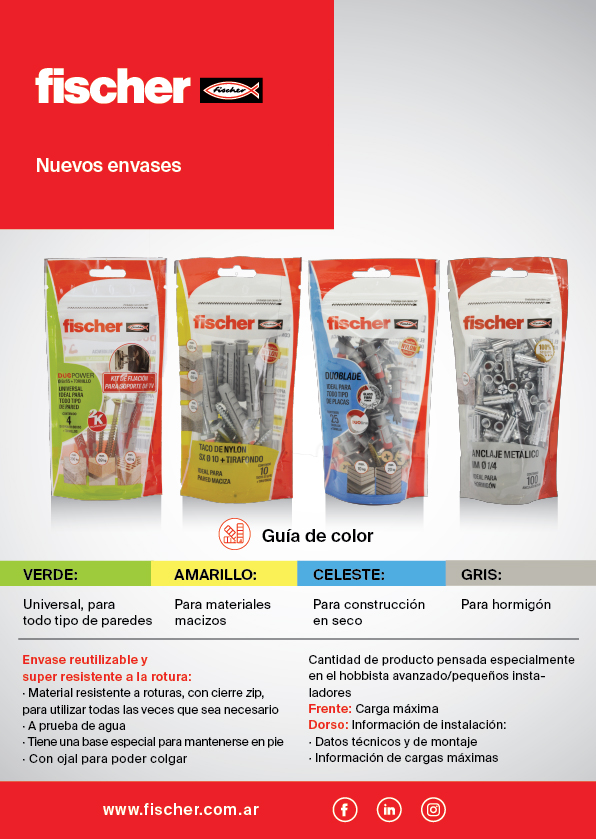 fischer
fischer
Nuevos envases
fischer
DUOPOWER
UNIVERSAL
IDEAL PARA
TODO TIPO
DE PARED
4
KIT DE FIJACIÓN
PARA SOPORTE DE TV
fischer
TACO DE NYLON
SX Ø 10 + TIRAFONDO
IDEAL PARA
PARED MACIZA
10
fischer
DUOBLADE
IDEAL PARA
TODO TIPO
DE PLACAS
25
fischer
ANCLAJE METÁLICO
IM Ø 1/4
IDEAL PARA
HORMIGÓN
100
Guía de color
VERDE:
Universal, para
todo tipo de paredes
AMARILLO:
Para materiales
macizos
CELESTE:
Para construcción
en seco
GRIS:
Para hormigón
Envase reutilizable y
super resistente a la rotura:
· Material resistente a roturas, con cierre zip,
para utilizar todas las veces que sea necesario
· A prueba de agua
· Tiene una base especial para mantenerse en pie
· Con ojal para poder colgar
Cantidad de producto pensada especialmente
en el hobbista avanzado/pequeños insta-
ladores
Frente: Carga máxima
Dorso: Información de instalación:
· Datos técnicos y de montaje
· Información de cargas máximas
www.fischer.com.ar